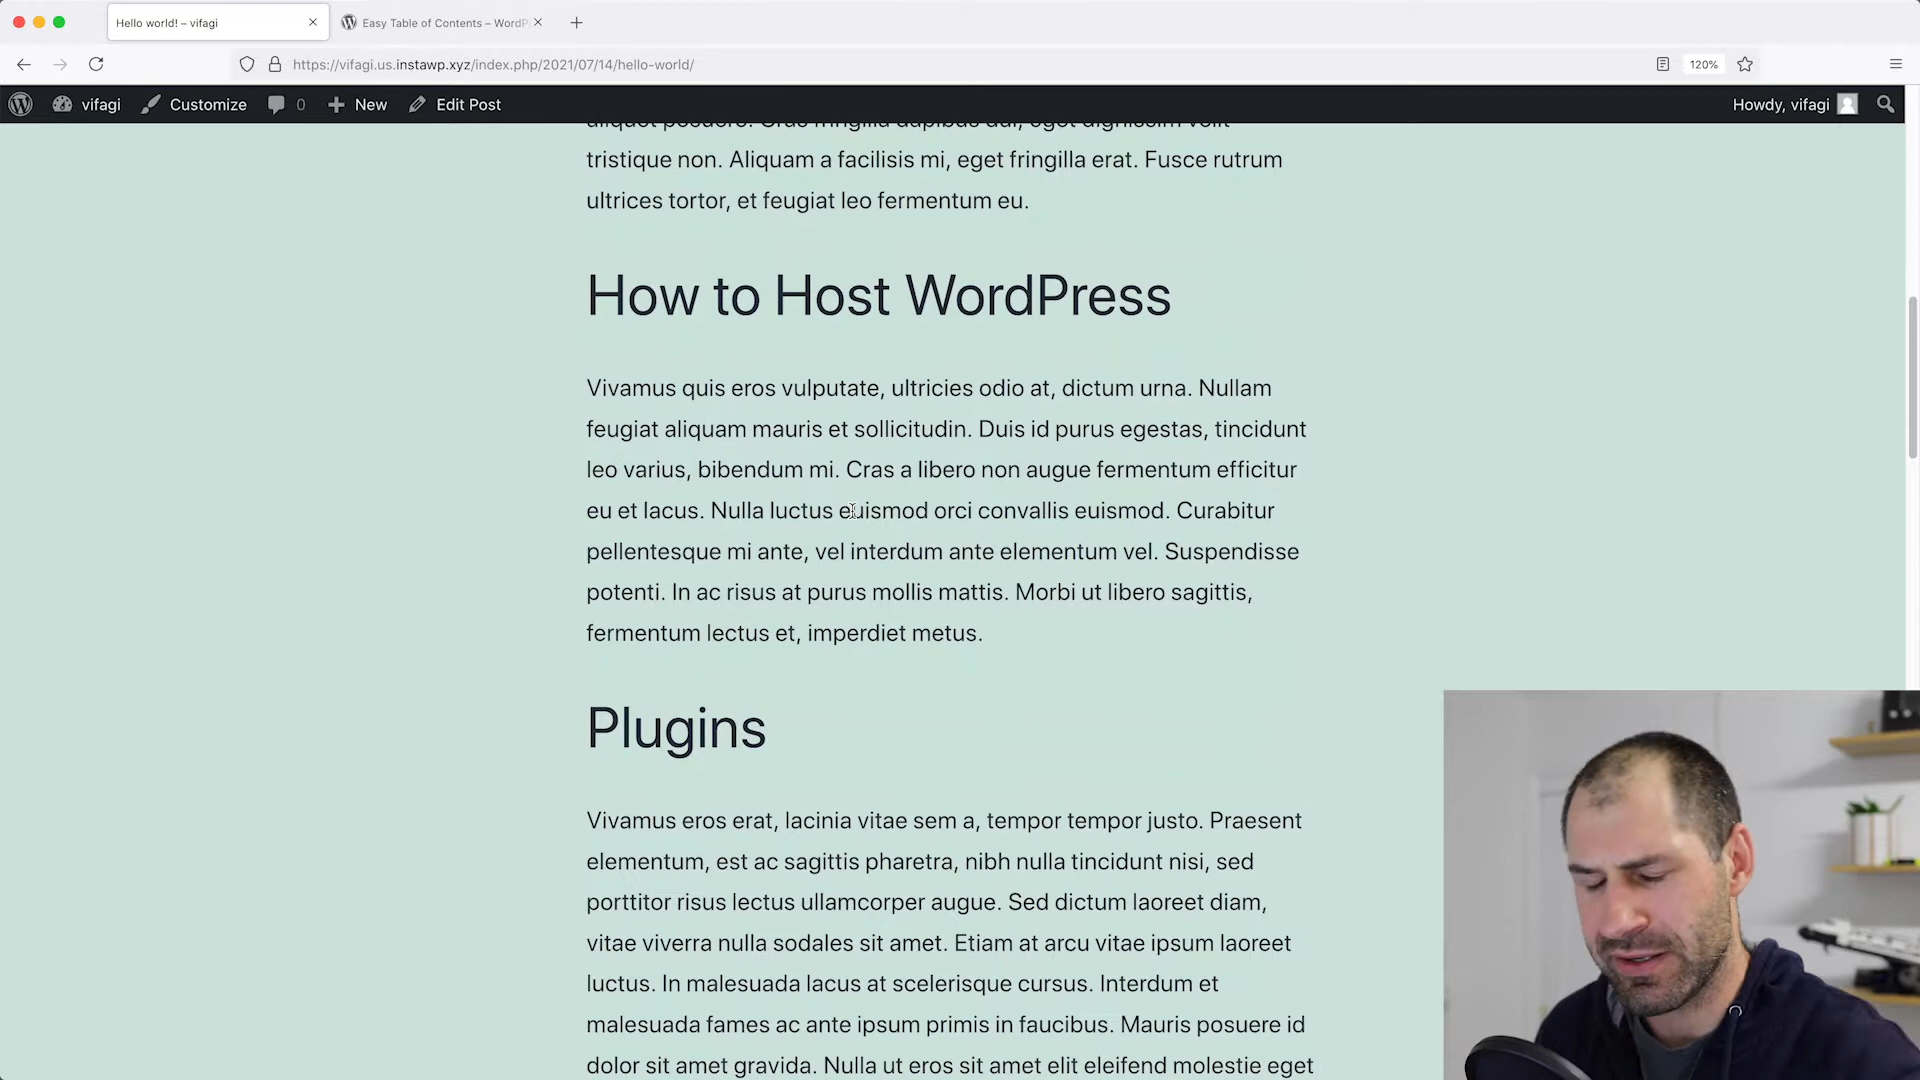 Hello world! – vifagi
Easy Table of Contents – WordP
https://vifagi.us.instawp.xyz/index.php/2021/07/14/hello-world/
120%
vifagi
Customize
0
New
Edit Post
Howdy, vifagi
aliquet posuere. Cras fringilla dapibus dui, eget dignissim velit
tristique non. Aliquam a facilisis mi, eget fringilla erat. Fusce rutrum
ultrices tortor, et feugiat leo fermentum eu.
How to Host WordPress
Vivamus quis eros vulputate, ultricies odio at, dictum urna. Nullam
feugiat aliquam mauris et sollicitudin. Duis id purus egestas, tincidunt
leo varius, bibendum mi. Cras a libero non augue fermentum efficitur
eu et lacus. Nulla luctus euismod orci convallis euismod. Curabitur
pellentesque mi ante, vel interdum ante elementum vel. Suspendisse
potenti. In ac risus at purus mollis mattis. Morbi ut libero sagittis,
fermentum lectus et, imperdiet metus.
Plugins
Vivamus eros erat, lacinia vitae sem a, tempor tempor justo. Praesent
elementum, est ac sagittis pharetra, nibh nulla tincidunt nisi, sed
porttitor risus lectus ullamcorper augue. Sed dictum laoreet diam,
vitae viverra nulla sodales sit amet. Etiam at arcu vitae ipsum laoreet
luctus. In malesuada lacus at scelerisque cursus. Interdum et
malesuada fames ac ante ipsum primis in faucibus. Mauris posuere id
dolor sit amet gravida. Nulla ut eros sit amet elit eleifend molestie eget